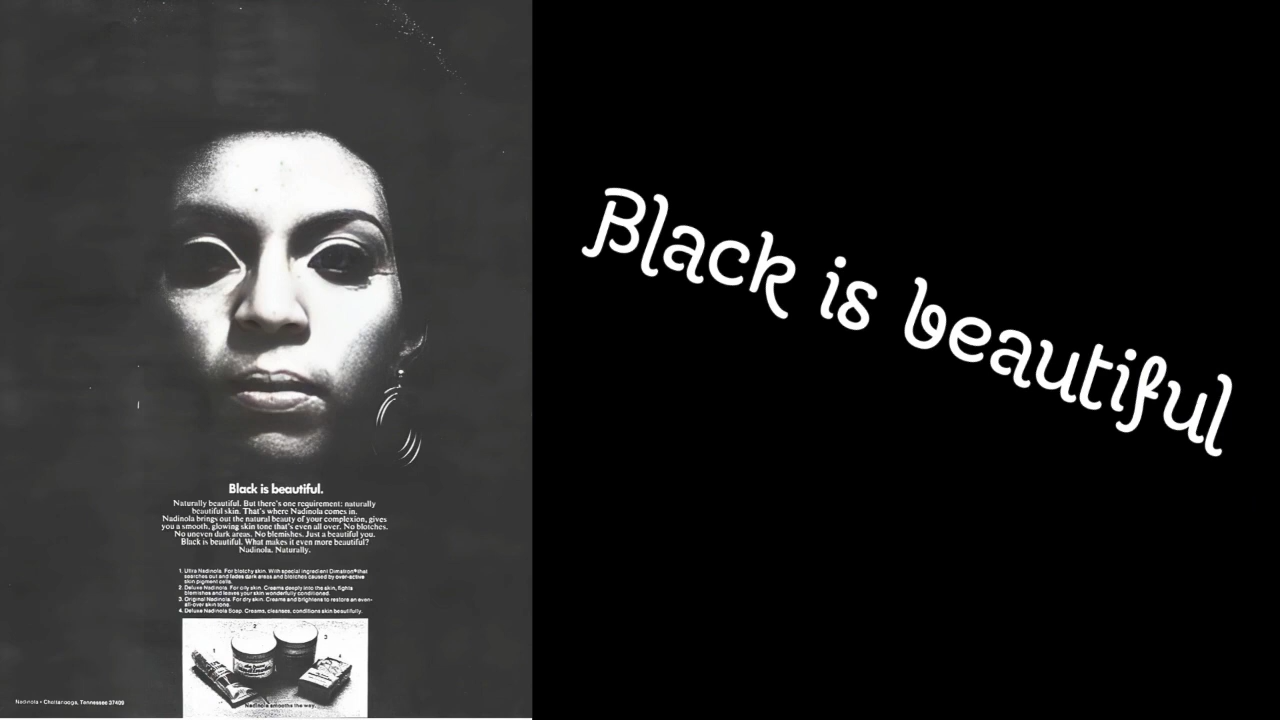 Black is beautiful.
Naturally beautiful. But there's one requirement: naturally
beautiful skin. That's where Nadinola comes in.
Nadinola brings out the natural beauty of your complexion, gives
you a smooth, glowing skin tone that's even all over. No blotches.
No uneven dark areas. No blemishes. Just a beautiful you.
Black is beautiful. What makes it even more beautiful?
Nadinola. Naturally.
1. Ultra Nadinola. For blotchy skin. With special ingredient Dimatron® that
searches out and fades dark areas and blotches caused by over-active
skin pigment cells.
2. Deluxe Nadinola. For oily skin. Creams deeply into the skin, fights
blemishes and leaves your skin wonderfully conditioned.
3. Original Nadinola. For dry skin. Creams and brightens to restore an even-
all-over skin tone.
4. Deluxe Nadinola Soap. Creams, cleanses, conditions skin beautifully.
1
2
3
4
Nadinola smooths the way.
Nadinola • Chattanooga, Tennessee 37409
Black is beautiful